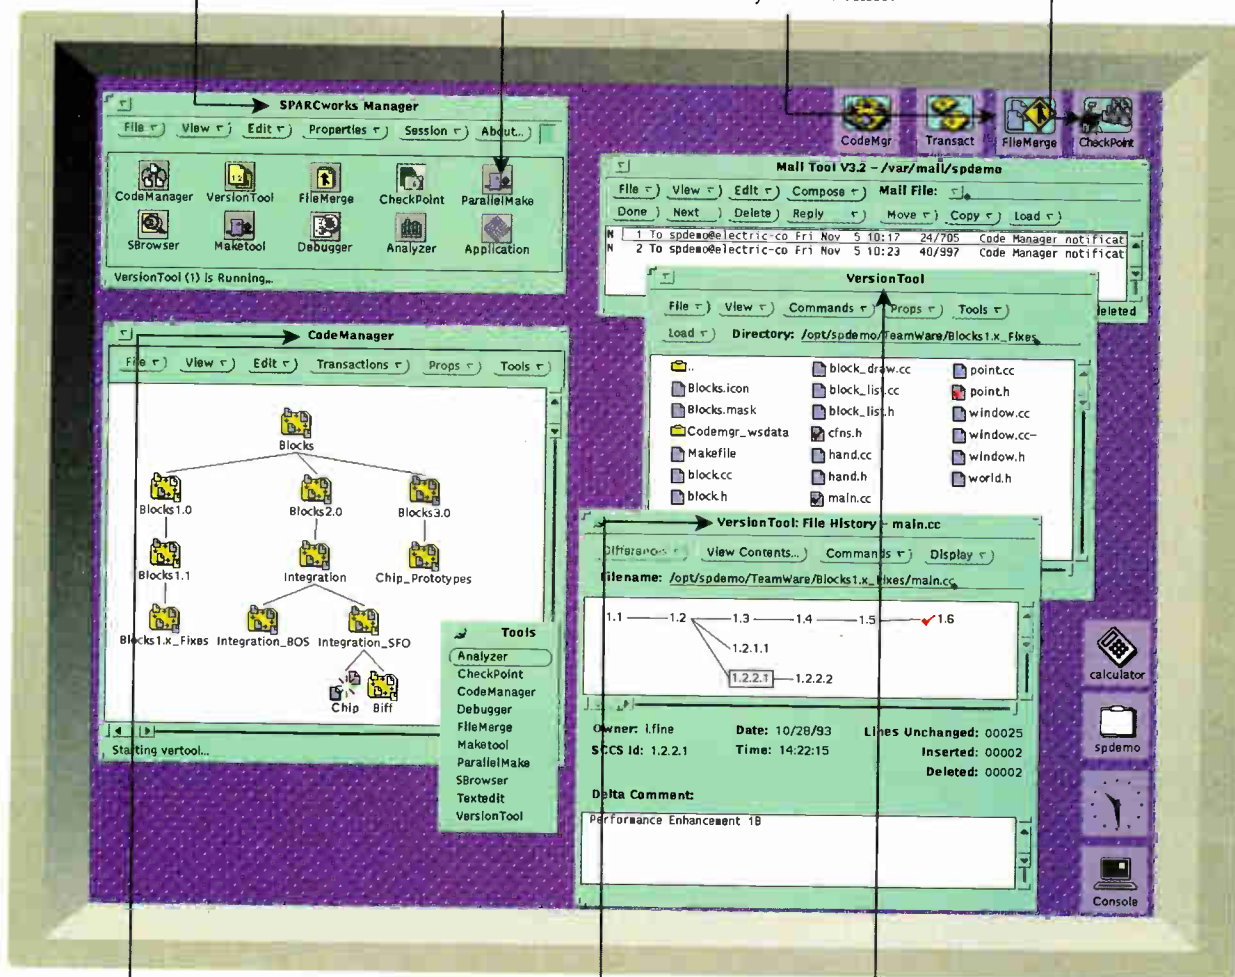 SPARCworks Manager
File View Edit Properties Session About...
CodeManager VersionTool FileMerge CheckPoint ParallelMake
SBrowser Maketool Debugger Analyzer Application
VersionTool (1) is Running...
CodeMgr Transact FileMerge CheckPoint
Mail Tool V3.2 - /var/mail/spdemo
File View Edit Compose Mail File:
Done Next Delete Reply Move Copy Load
N 1 To spdemo@electric-co Fri Nov 5 10:17 24/705 Code Manager notificat
N 2 To spdemo@electric-co Fri Nov 5 10:23 40/997 Code Manager notificat
deleted
VersionTool
File View Commands Props Tools
Load Directory: /opt/spdemo/TeamWare/Blocks1.x_Fixes
.. block_draw.cc point.cc
Blocks.icon block_list.cc point.h
Blocks.mask block_list.h window.cc
Codemgr_wsdata cfns.h window.cc-
Makefile hand.cc window.h
block.cc hand.h world.h
block.h main.cc
CodeManager
File View Edit Transactions Props Tools
Blocks
Blocks1.0 Blocks2.0 Blocks3.0
Blocks1.1 Integration Chip_Prototypes
Blocks1.x_Fixes Integration_BOS Integration_SFO
Chip Biff
Starting vertool...
Tools
Analyzer
CheckPoint
CodeManager
Debugger
FileMerge
Maketool
ParallelMake
SBrowser
Textedit
VersionTool
VersionTool: File History - main.cc
Differences View Contents... Commands Display
Filename: /opt/spdemo/TeamWare/Blocks1.x_Fixes/main.cc
1.1 1.2 1.3 1.4 1.5 1.6
1.2.1.1
1.2.2.1 1.2.2.2
Owner: i.fine Date: 10/28/93 Lines Unchanged: 00025
SCCS Id: 1.2.2.1 Time: 14:22:15 Inserted: 00002
Deleted: 00002
Delta Comment:
Performance Enhancement 1B
calculator
spdemo
Console